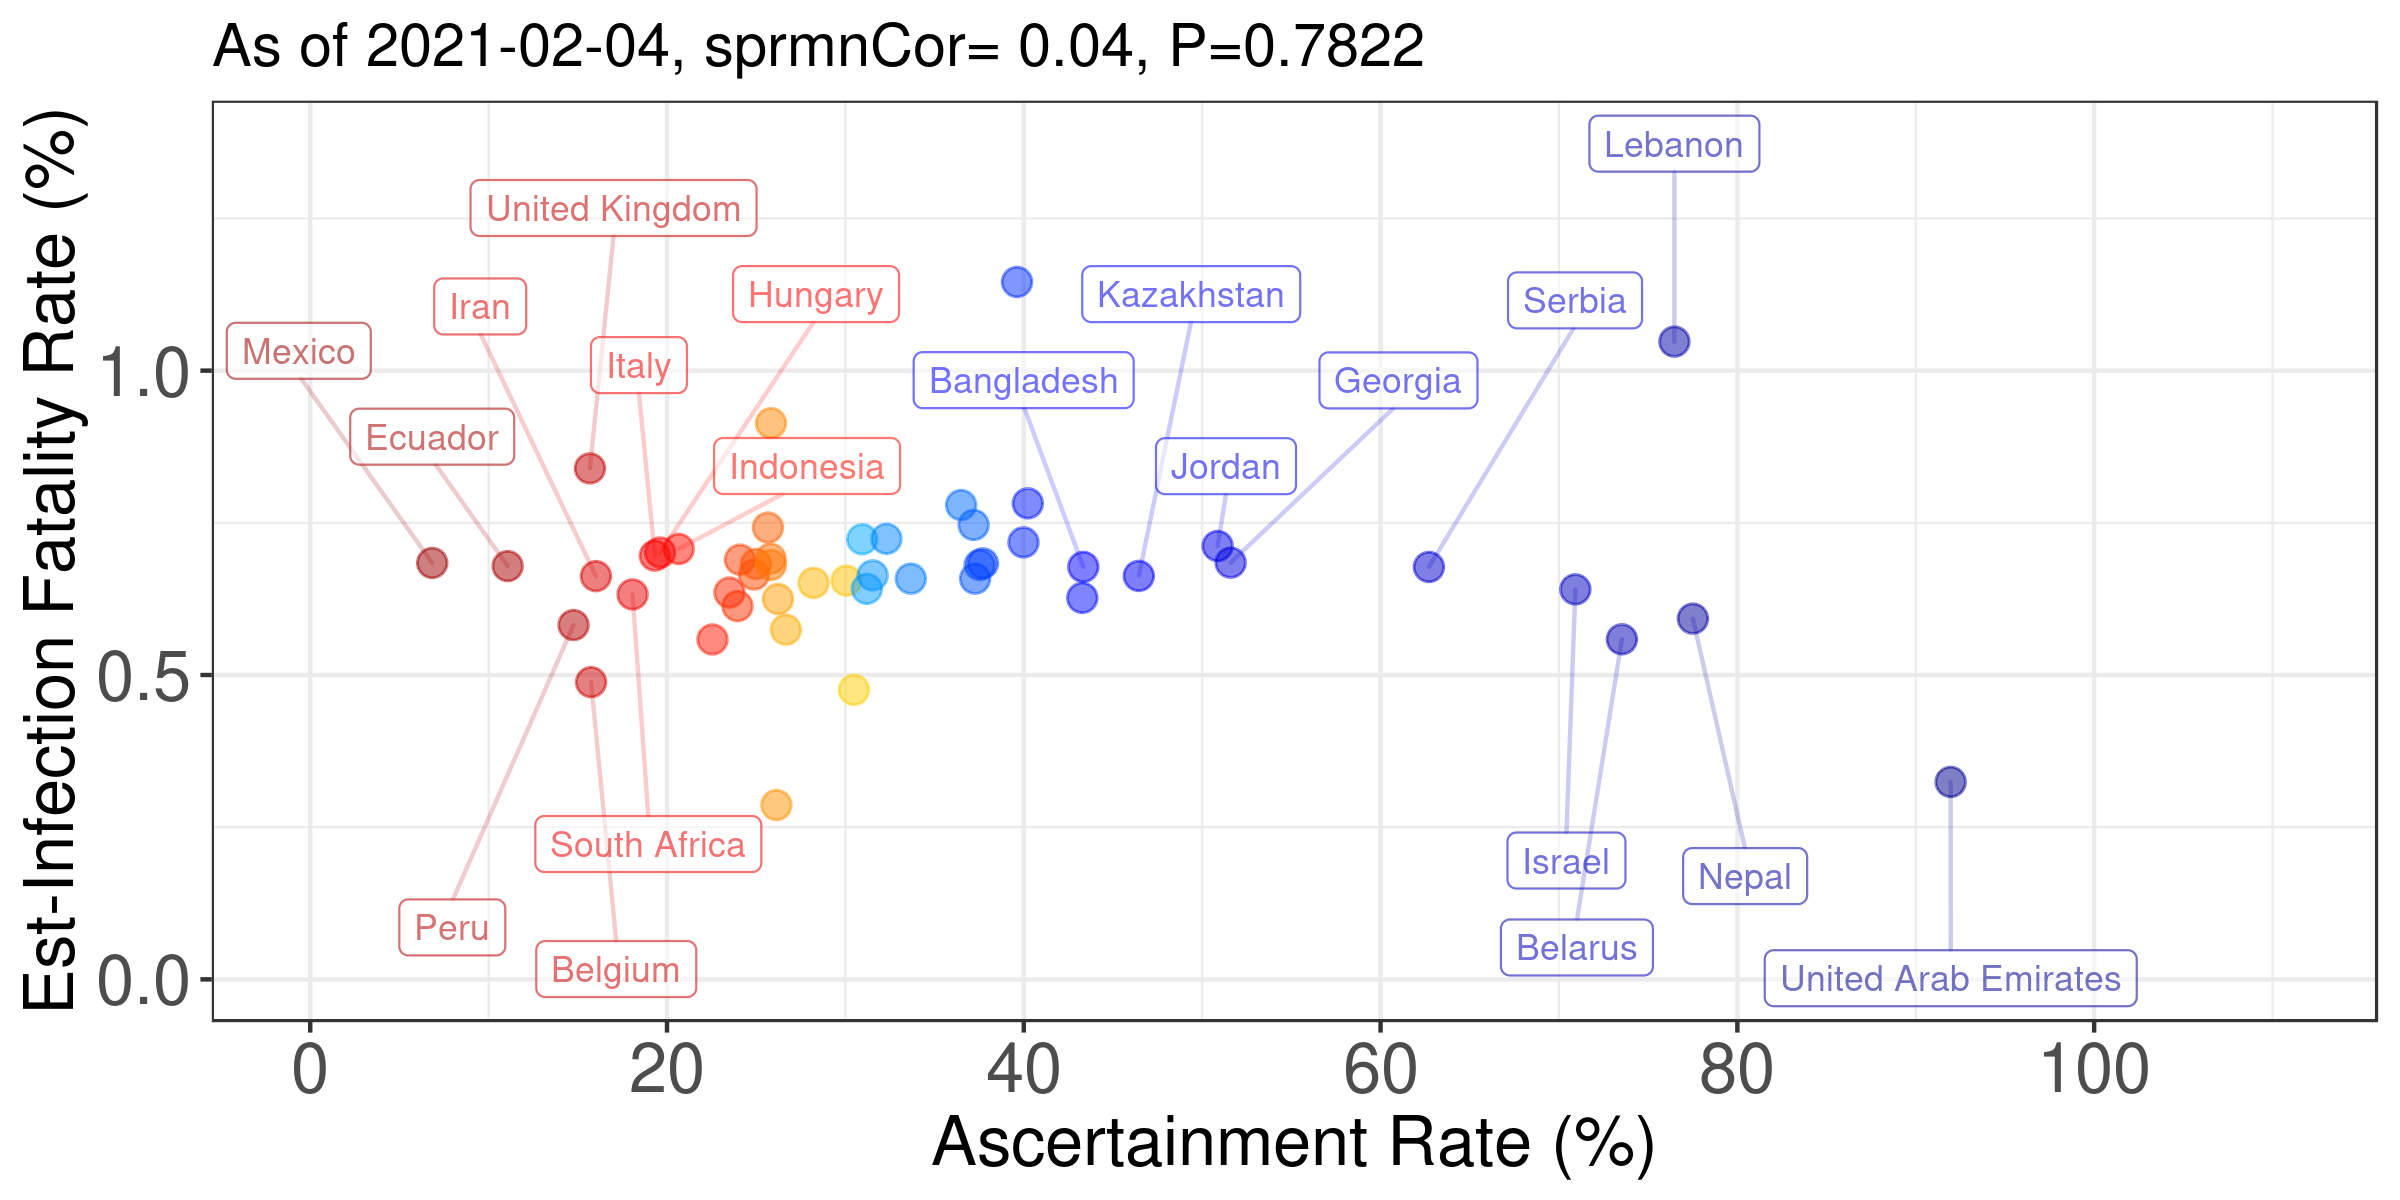 As of 2021-02-04, sprmnCor= 0.04, P=0.7822
Est-Infection Fatality Rate (%)
1.0
0.5
0.0
Lebanon
United Kingdom
Iran
Hungary
Kazakhstan
Serbia
Mexico
Italy
Bangladesh
Georgia
Ecuador
Indonesia
Jordan
South Africa
Israel
Nepal
Peru
Belarus
Belgium
United Arab Emirates
0 20 40 60 80 100
Ascertainment Rate (%)